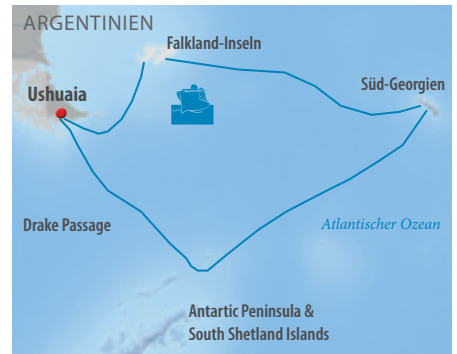 ARGENTINIEN
Falkland-Inseln
Ushuaia
Süd-Georgien
Drake Passage
Atlantischer Ozean
Antartic Peninsula &
South Shetland Islands